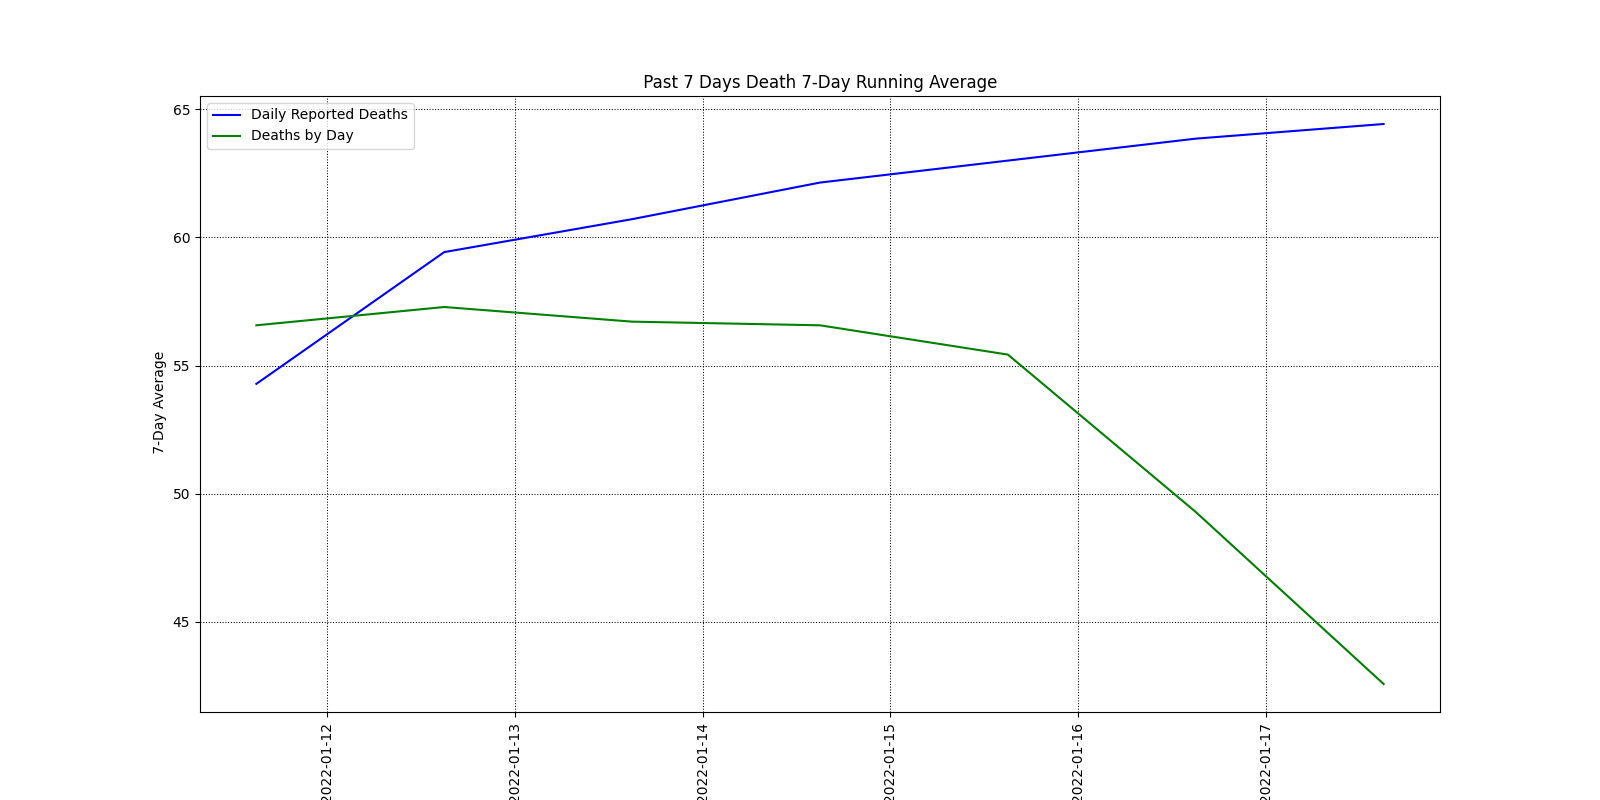 Past 7 Days Death 7-Day Running Average
Daily Reported Deaths
Deaths by Day
7-Day Average
65
60
55
50
45
2022-01-12
2022-01-13
2022-01-14
2022-01-15
2022-01-16
2022-01-17